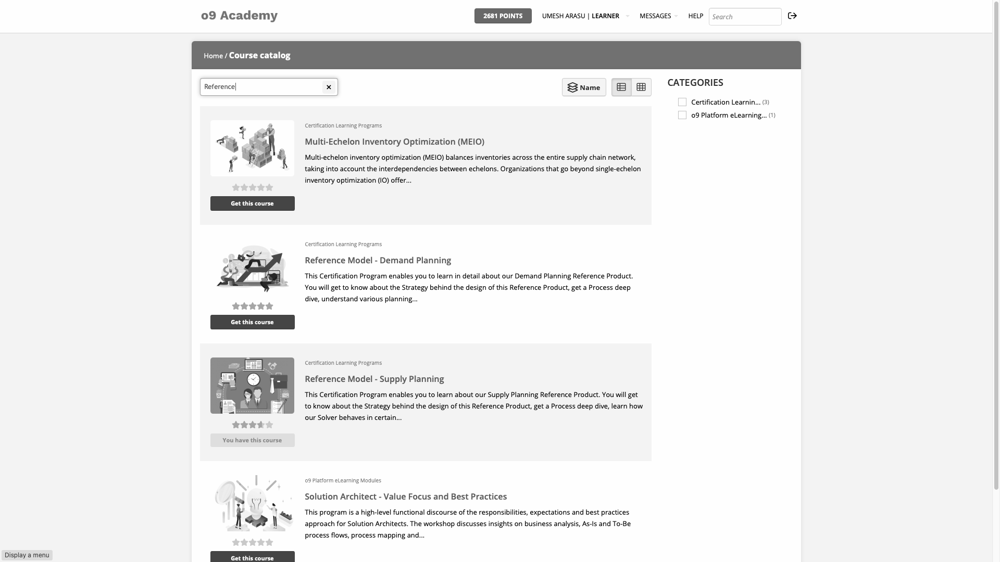 o9 Academy
2681 POINTS
UMESH ARASU | LEARNER
MESSAGES
HELP
Search
Home / Course catalog
Reference
Name
CATEGORIES
Certification Learnin... (3)
o9 Platform eLearning... (1)
Certification Learning Programs
Multi-Echelon Inventory Optimization (MEIO)
Multi-echelon inventory optimization (MEIO) balances inventories across the entire supply chain network,
taking into account the interdependencies between echelons. Organizations that go beyond single-echelon
inventory optimization (IO) offer...
Get this course
Certification Learning Programs
Reference Model - Demand Planning
This Certification Program enables you to learn in detail about our Demand Planning Reference Product.
You will get to know about the Strategy behind the design of this Reference Product, get a Process deep
dive, understand various planning...
Get this course
Certification Learning Programs
Reference Model - Supply Planning
This Certification Program enables you to learn about our Supply Planning Reference Product. You will get
to know about the Strategy behind the design of this Reference Product, get a Process deep dive, learn how
our Solver behaves in certain...
You have this course
o9 Platform eLearning Modules
Solution Architect - Value Focus and Best Practices
This program is a high-level functional discourse of the responsibilities, expectations and best practices
approach for Solution Architects. The workshop discusses insights on business analysis, As-Is and To-Be
process flows, process mapping and...
Get this course
Display a menu